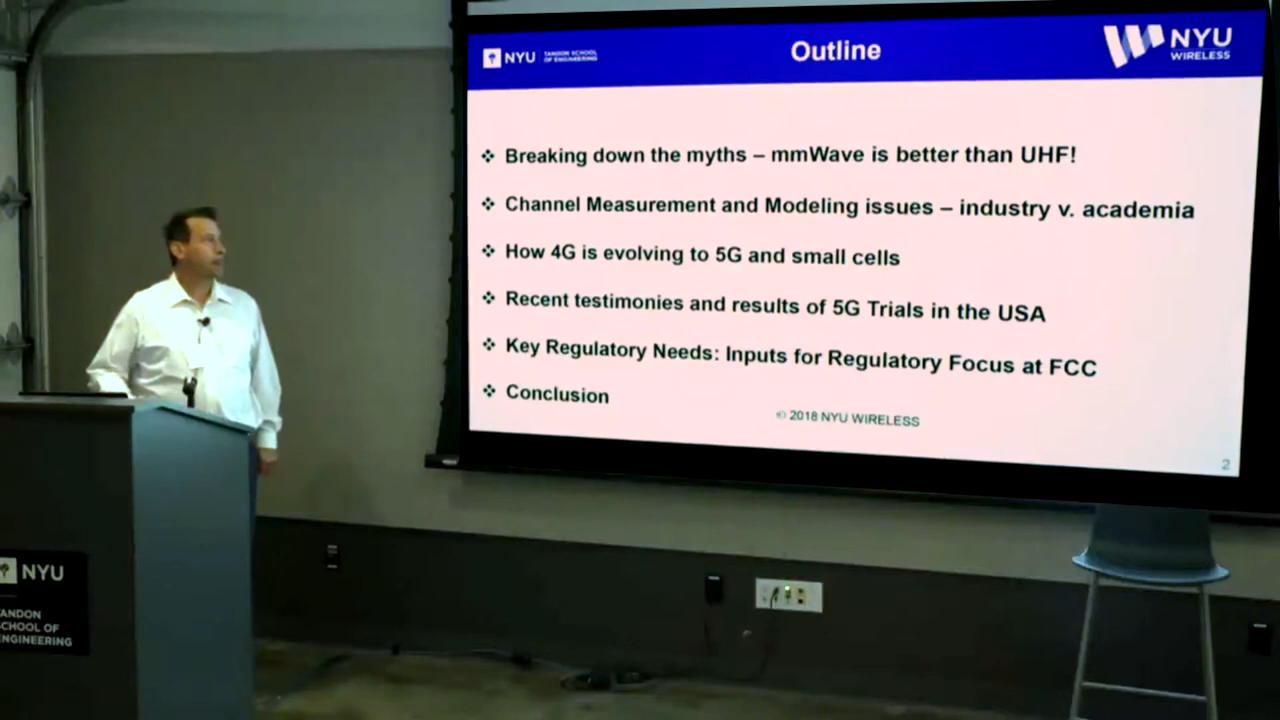 NYU
TANDON SCHOOL
OF ENGINEERING
Outline
NYU
WIRELESS
Breaking down the myths – mmWave is better than UHF!
Channel Measurement and Modeling issues – industry v. academia
How 4G is evolving to 5G and small cells
Recent testimonies and results of 5G Trials in the USA
Key Regulatory Needs: Inputs for Regulatory Focus at FCC
Conclusion
© 2018 NYU WIRELESS
2
NYU
TANDON
SCHOOL OF
ENGINEERING